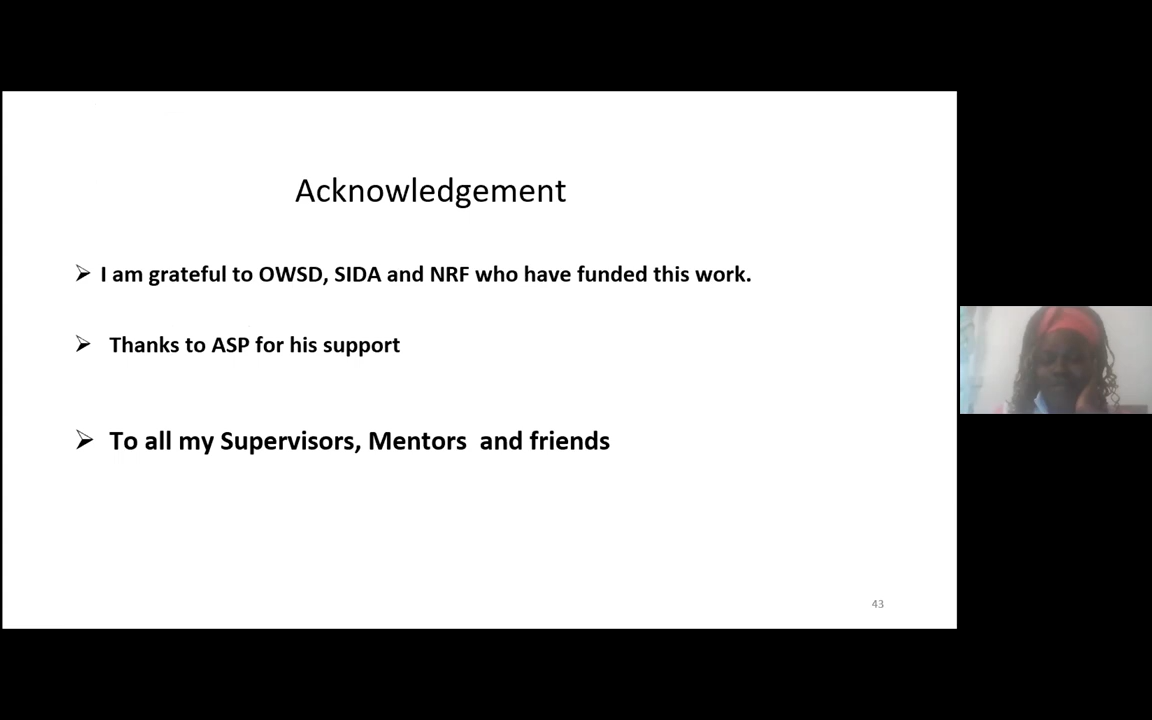 Acknowledgement
➢ I am grateful to OWSD, SIDA and NRF who have funded this work.
➢ Thanks to ASP for his support
➢ To all my Supervisors, Mentors  and friends
43